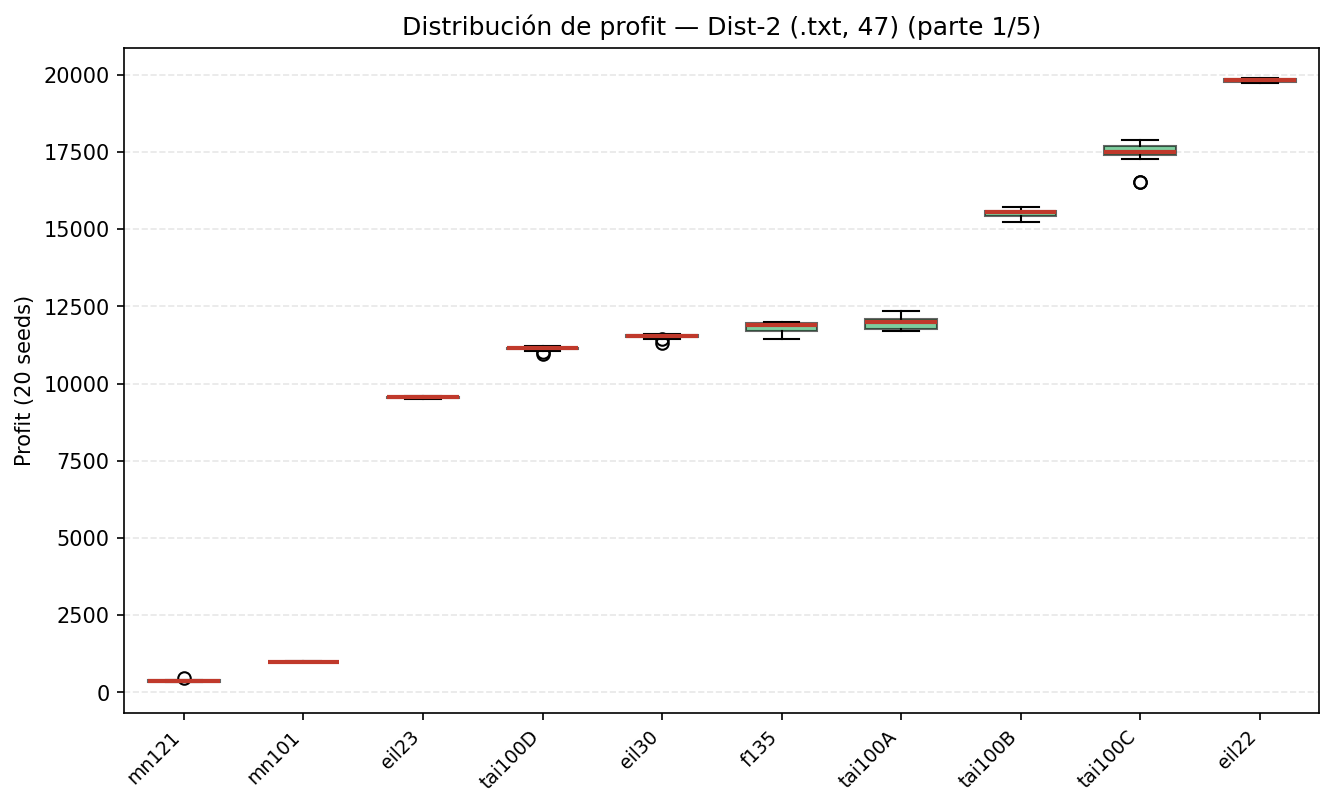 Distribución de profit — Dist-2 (.txt, 47) (parte 1/5)
Profit (20 seeds)
20000
17500
15000
12500
10000
7500
5000
2500
0
mn121
mn101
eil23
tai100D
eil30
f135
tai100A
tai100B
tai100C
eil22